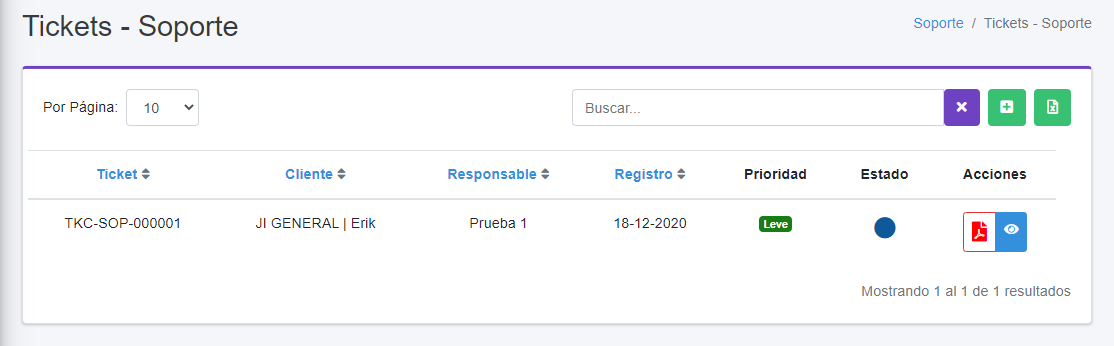 Tickets - Soporte
Soporte / Tickets - Soporte
Por Página: 10
Buscar...
Ticket Cliente Responsable Registro Prioridad Estado Acciones
TKC-SOP-000001 JI GENERAL | Erik Prueba 1 18-12-2020 Leve
Mostrando 1 al 1 de 1 resultados